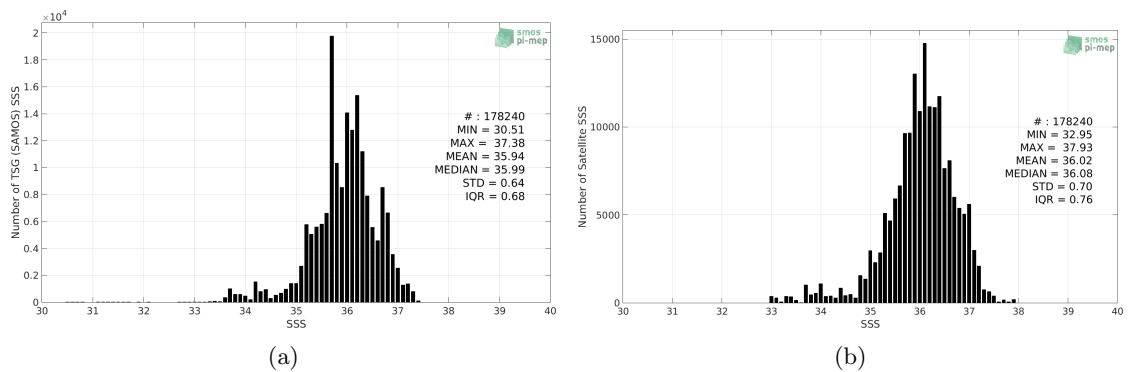 ×10⁴
2
1.8
1.6
1.4
1.2
1
0.8
0.6
0.4
0.2
0
Number of TSG (SAMOS) SSS
30 31 32 33 34 35 36 37 38 39 40
SSS
smos
pi-mep
# : 178240
MIN = 30.51
MAX = 37.38
MEAN = 35.94
MEDIAN = 35.99
STD = 0.64
IQR = 0.68
(a)
15000
10000
5000
0
Number of Satellite SSS
30 31 32 33 34 35 36 37 38 39 40
SSS
smos
pi-mep
# : 178240
MIN = 32.95
MAX = 37.93
MEAN = 36.02
MEDIAN = 36.08
STD = 0.70
IQR = 0.76
(b)